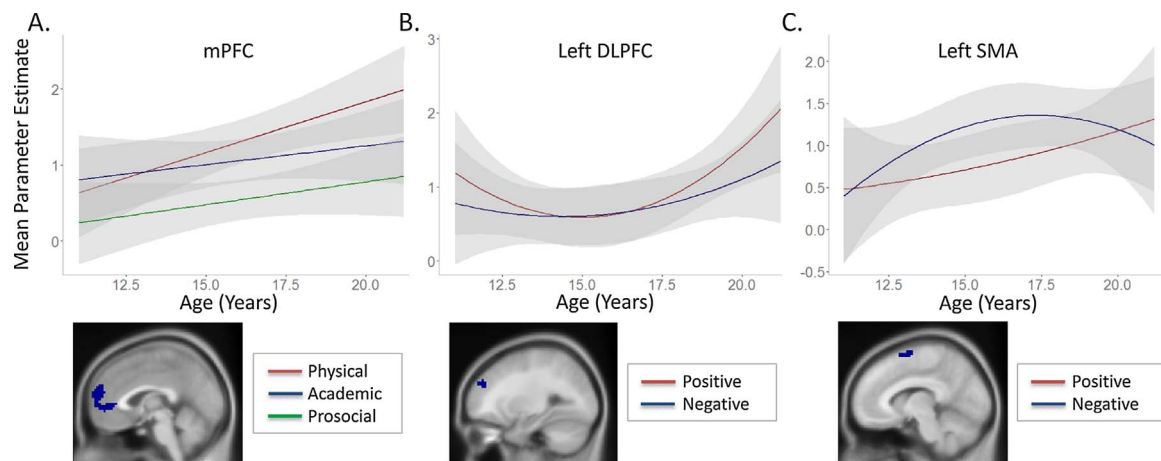 A.
mPFC
Mean Parameter Estimate
2
1
0
12.5 15.0 17.5 20.0
Age (Years)
Physical
Academic
Prosocial
B.
Left DLPFC
3
2
1
0
12.5 15.0 17.5 20.0
Age (Years)
Positive
Negative
C.
Left SMA
2.0
1.5
1.0
0.5
0.0
-0.5
12.5 15.0 17.5 20.0
Age (Years)
Positive
Negative